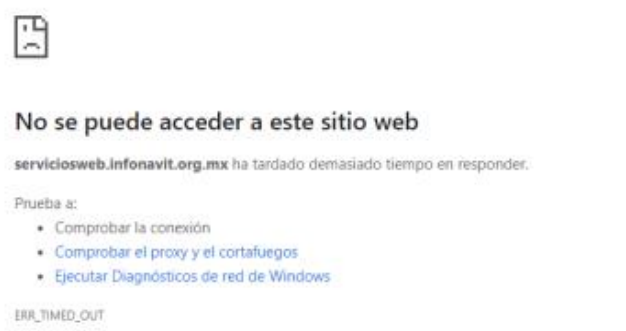 No se puede acceder a este sitio web
serviciosweb.infonavit.org.mx ha tardado demasiado tiempo en responder.
Prueba a:
• Comprobar la conexión
• Comprobar el proxy y el cortafuegos
• Ejecutar Diagnósticos de red de Windows
ERR_TIMED_OUT